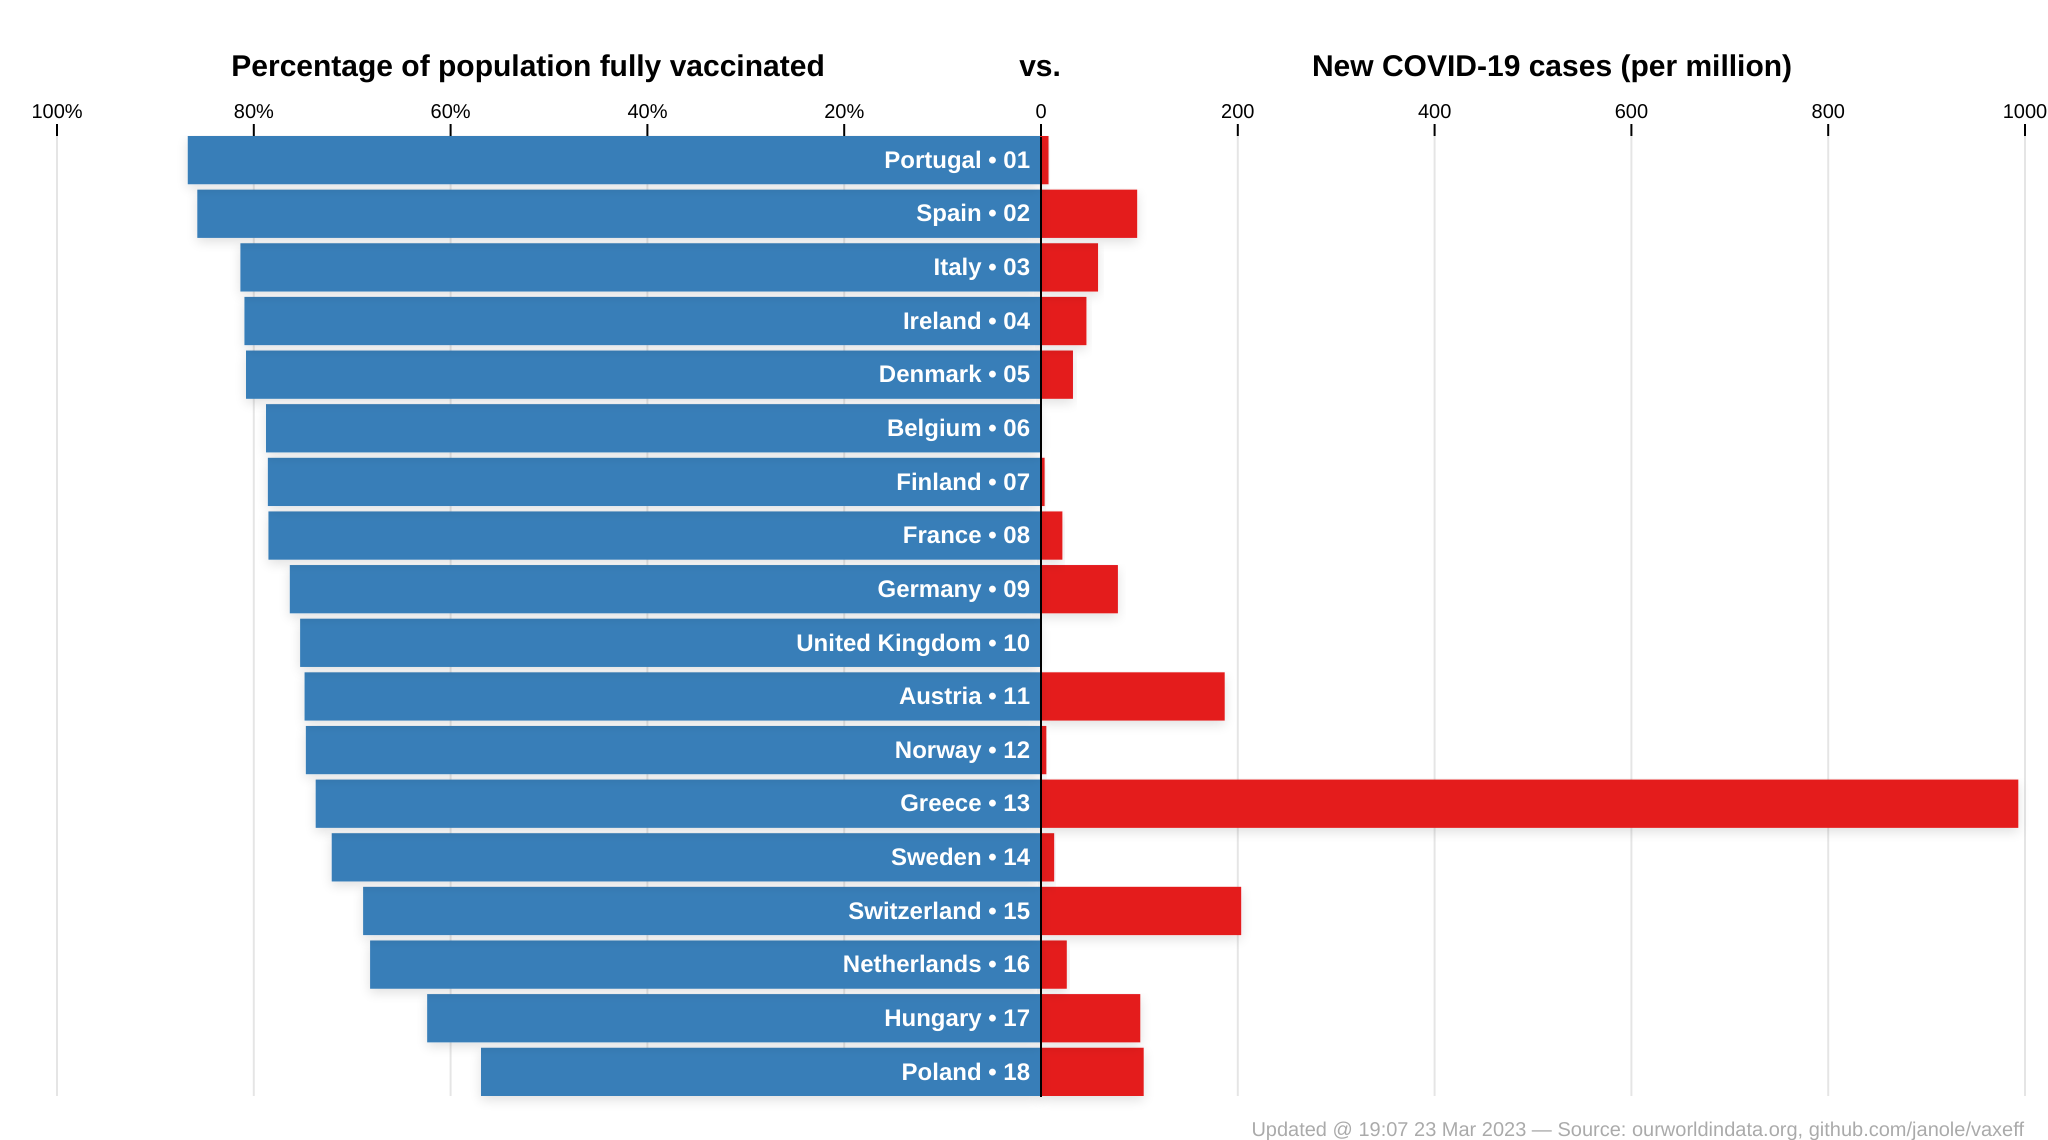 Percentage of population fully vaccinated vs. New COVID-19 cases (per million)
100% 80% 60% 40% 20% 0 200 400 600 800 1000
Portugal • 01
Spain • 02
Italy • 03
Ireland • 04
Denmark • 05
Belgium • 06
Finland • 07
France • 08
Germany • 09
United Kingdom • 10
Austria • 11
Norway • 12
Greece • 13
Sweden • 14
Switzerland • 15
Netherlands • 16
Hungary • 17
Poland • 18
Updated @ 19:07 23 Mar 2023 — Source: ourworldindata.org, github.com/janole/vaxeff